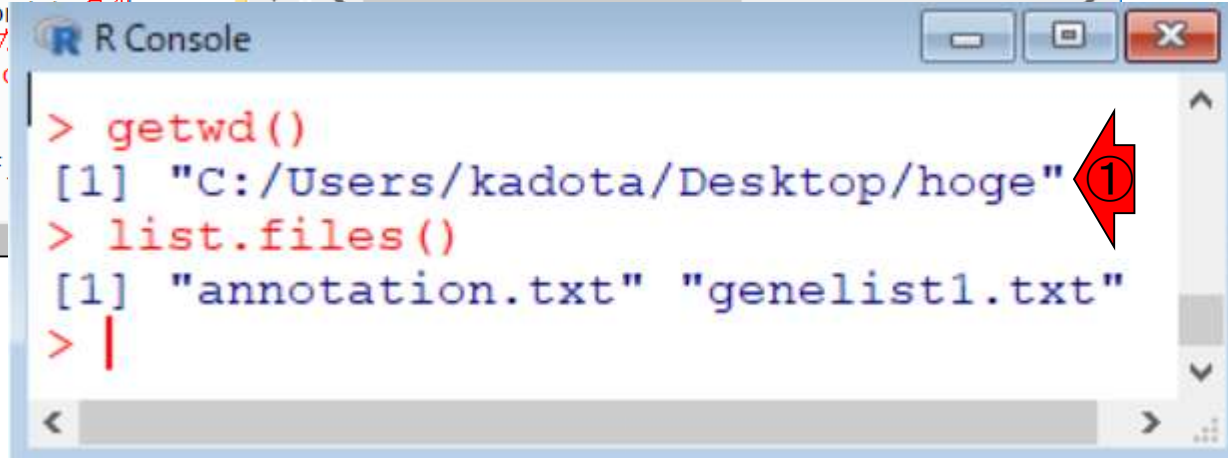 R Console
> getwd()
[1] "C:/Users/kadota/Desktop/hoge"
①
> list.files()
[1] "annotation.txt" "genelist1.txt"
>